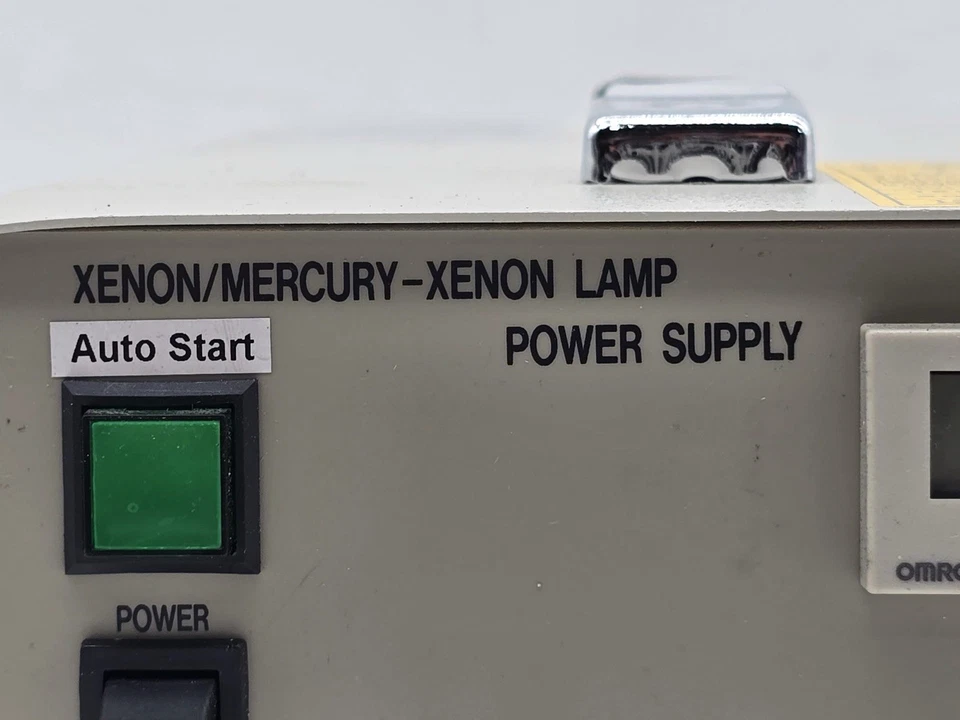 XENON/MERCURY-XENON LAMP
POWER SUPPLY
Auto Start
POWER